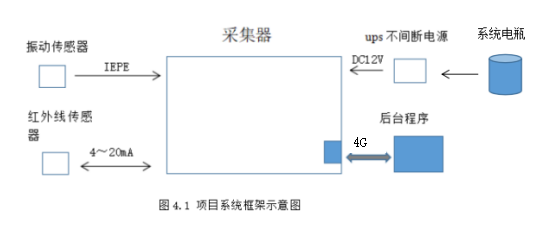 采集器
振动传感器
IEPE
ups 不间断电源
DC12V
系统电瓶
红外线传感
器
4～20mA
后台程序
4G
图 4.1 项目系统框架示意图